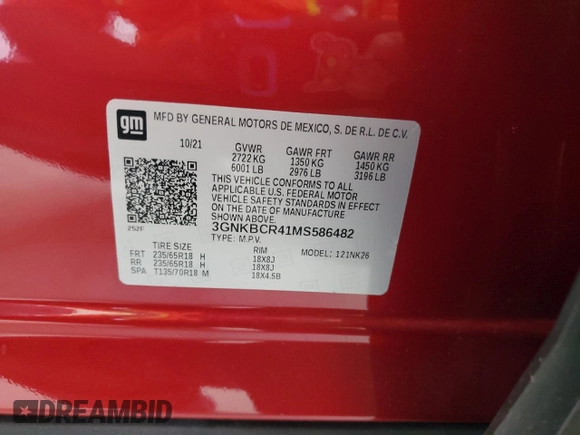 gm
MFD BY GENERAL MOTORS DE MEXICO, S. DE R.L. DE C.V.
10/21 GVWR GAWR FRT GAWR RR
2722 KG 1350 KG 1450 KG
6001 LB 2976 LB 3196 LB
THIS VEHICLE CONFORMS TO ALL
APPLICABLE U.S. FEDERAL MOTOR
VEHICLE SAFETY STANDARDS IN
EFFECT ON THE DATE OF
MANUFACTURE SHOWN ABOVE.
252F
3GNKBCR41MS586482
TYPE: M.P.V. MODEL: 121NK26
TIRE SIZE RIM
FRT 235/65R18 H 18X8J
RR 235/65R18 H 18X8J
SPA T135/70R18 M 18X4.5B
DREAMBID